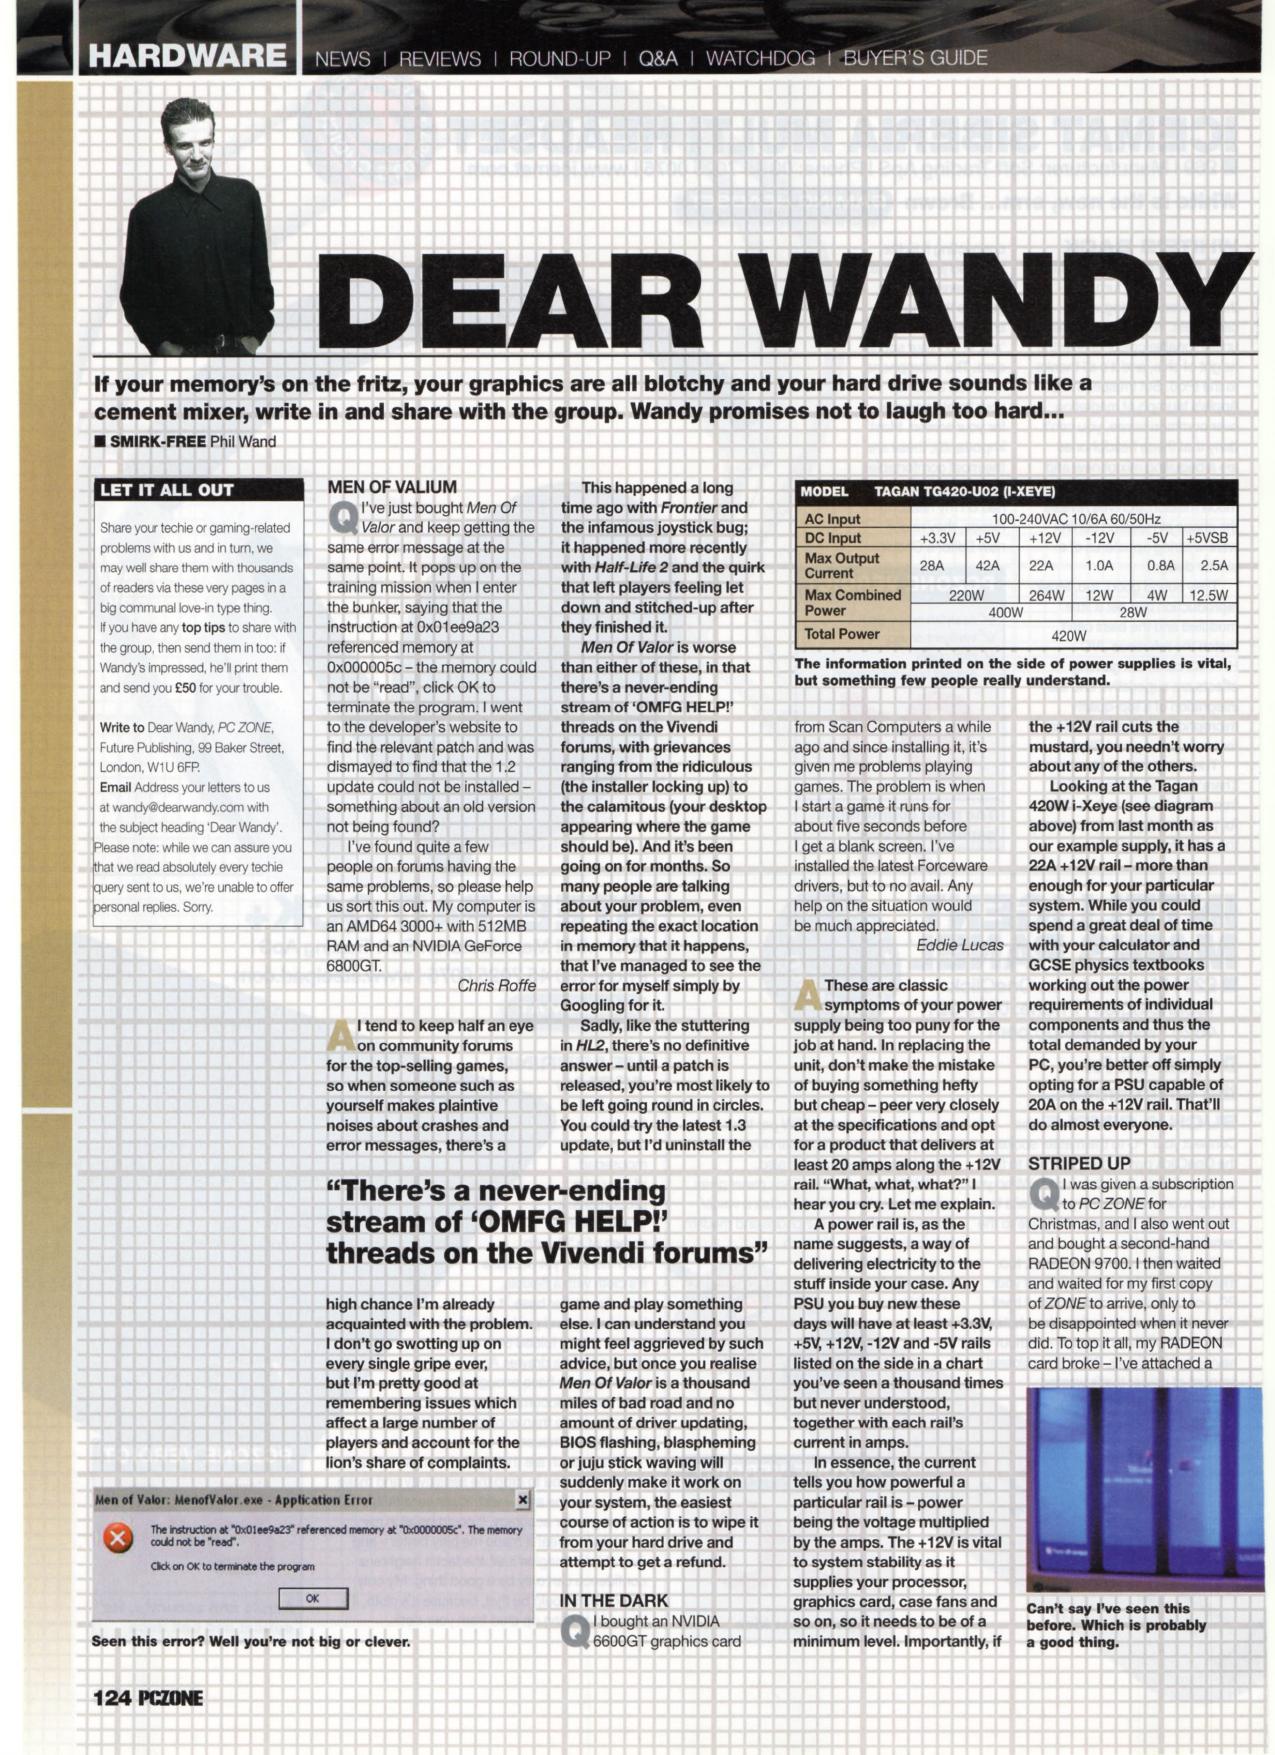 HARDWARE
NEWS | REVIEWS | ROUND-UP | Q&A | WATCHDOG | BUYER'S GUIDE
DEAR WANDY
If your memory's on the fritz, your graphics are all blotchy and your hard drive sounds like a
cement mixer, write in and share with the group. Wandy promises not to laugh too hard...
■ SMIRK-FREE Phil Wand
LET IT ALL OUT
Share your techie or gaming-related
problems with us and in turn, we
may well share them with thousands
of readers via these very pages in a
big communal love-in type thing.
If you have any top tips to share with
the group, then send them in too: if
Wandy's impressed, he'll print them
and send you £50 for your trouble.
Write to Dear Wandy, PC ZONE,
Future Publishing, 99 Baker Street,
London, W1U 6FP.
Email Address your letters to us
at wandy@dearwandy.com with
the subject heading 'Dear Wandy'.
Please note: while we can assure you
that we read absolutely every techie
query sent to us, we're unable to offer
personal replies. Sorry.
MEN OF VALIUM
Q I've just bought Men Of
Valor and keep getting the
same error message at the
same point. It pops up on the
training mission when I enter
the bunker, saying that the
instruction at 0x01ee9a23
referenced memory at
0x000005c – the memory could
not be "read", click OK to
terminate the program. I went
to the developer's website to
find the relevant patch and was
dismayed to find that the 1.2
update could not be installed –
something about an old version
not being found?
I've found quite a few
people on forums having the
same problems, so please help
us sort this out. My computer is
an AMD64 3000+ with 512MB
RAM and an NVIDIA GeForce
6800GT.
Chris Roffe
A I tend to keep half an eye
on community forums
for the top-selling games,
so when someone such as
yourself makes plaintive
noises about crashes and
error messages, there's a
"There's a never-ending
stream of 'OMFG HELP!'
threads on the Vivendi forums"
high chance I'm already
acquainted with the problem.
I don't go swotting up on
every single gripe ever,
but I'm pretty good at
remembering issues which
affect a large number of
players and account for the
lion's share of complaints.
Men of Valor: MenofValor.exe - Application Error
The instruction at "0x01ee9a23" referenced memory at "0x0000005c". The memory
could not be "read".
Click on OK to terminate the program
OK
Seen this error? Well you're not big or clever.
This happened a long
time ago with Frontier and
the infamous joystick bug;
it happened more recently
with Half-Life 2 and the quirk
that left players feeling let
down and stitched-up after
they finished it.
Men Of Valor is worse
than either of these, in that
there's a never-ending
stream of 'OMFG HELP!'
threads on the Vivendi
forums, with grievances
ranging from the ridiculous
(the installer locking up) to
the calamitous (your desktop
appearing where the game
should be). And it's been
going on for months. So
many people are talking
about your problem, even
repeating the exact location
in memory that it happens,
that I've managed to see the
error for myself simply by
Googling for it.
Sadly, like the stuttering
in HL2, there's no definitive
answer – until a patch is
released, you're most likely to
be left going round in circles.
You could try the latest 1.3
update, but I'd uninstall the
game and play something
else. I can understand you
might feel aggrieved by such
advice, but once you realise
Men Of Valor is a thousand
miles of bad road and no
amount of driver updating,
BIOS flashing, blaspheming
or juju stick waving will
suddenly make it work on
your system, the easiest
course of action is to wipe it
from your hard drive and
attempt to get a refund.
IN THE DARK
Q I bought an NVIDIA
6600GT graphics card
MODEL TAGAN TG420-U02 (I-XEYE)
AC Input 100-240VAC 10/6A 60/50Hz
DC Input +3.3V +5V +12V -12V -5V +5VSB
Max Output Current 28A 42A 22A 1.0A 0.8A 2.5A
Max Combined Power 220W 264W 12W 4W 12.5W
400W 28W
Total Power 420W
The information printed on the side of power supplies is vital,
but something few people really understand.
from Scan Computers a while
ago and since installing it, it's
given me problems playing
games. The problem is when
I start a game it runs for
about five seconds before
I get a blank screen. I've
installed the latest Forceware
drivers, but to no avail. Any
help on the situation would
be much appreciated.
Eddie Lucas
A These are classic
symptoms of your power
supply being too puny for the
job at hand. In replacing the
unit, don't make the mistake
of buying something hefty
but cheap – peer very closely
at the specifications and opt
for a product that delivers at
least 20 amps along the +12V
rail. "What, what, what?" I
hear you cry. Let me explain.
A power rail is, as the
name suggests, a way of
delivering electricity to the
stuff inside your case. Any
PSU you buy new these
days will have at least +3.3V,
+5V, +12V, -12V and -5V rails
listed on the side in a chart
you've seen a thousand times
but never understood,
together with each rail's
current in amps.
In essence, the current
tells you how powerful a
particular rail is – power
being the voltage multiplied
by the amps. The +12V is vital
to system stability as it
supplies your processor,
graphics card, case fans and
so on, so it needs to be of a
minimum level. Importantly, if
the +12V rail cuts the
mustard, you needn't worry
about any of the others.
Looking at the Tagan
420W i-Xeye (see diagram
above) from last month as
our example supply, it has a
22A +12V rail – more than
enough for your particular
system. While you could
spend a great deal of time
with your calculator and
GCSE physics textbooks
working out the power
requirements of individual
components and thus the
total demanded by your
PC, you're better off simply
opting for a PSU capable of
20A on the +12V rail. That'll
do almost everyone.
STRIPED UP
Q I was given a subscription
to PC ZONE for
Christmas, and I also went out
and bought a second-hand
RADEON 9700. I then waited
and waited for my first copy
of ZONE to arrive, only to
be disappointed when it never
did. To top it all, my RADEON
card broke – I've attached a
Can't say I've seen this
before. Which is probably
a good thing.
124 PCZONE